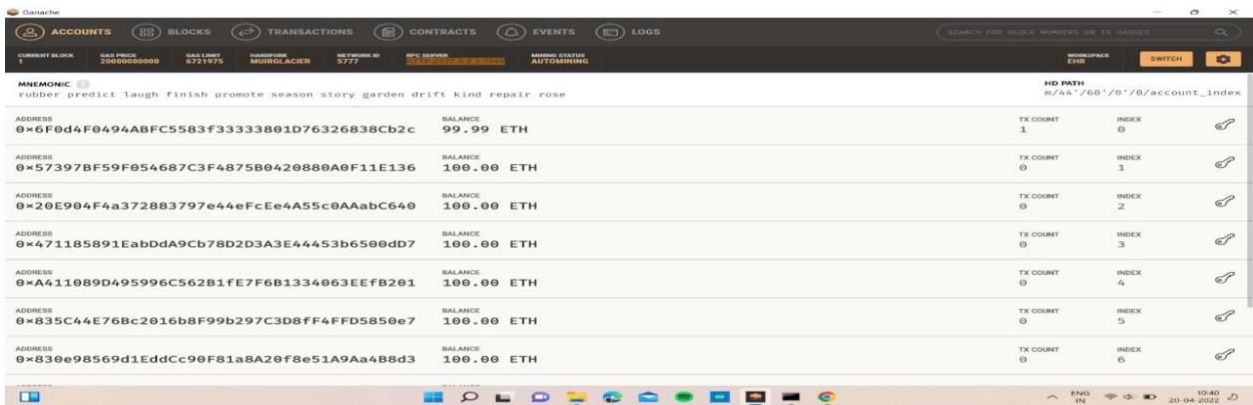 Ganache
ACCOUNTS BLOCKS TRANSACTIONS CONTRACTS EVENTS LOGS SEARCH FOR BLOCK NUMBERS OR TX HASHES
CURRENT BLOCK GAS PRICE GAS LIMIT HARDFORK NETWORK ID RPC SERVER MINING STATUS WORKSPACE
1 20000000000 6721975 MUIRGLACIER 5777 HTTP://127.0.0.1:7545 AUTOMINING EHR SWITCH
MNEMONIC HD PATH
rubber predict laugh finish promote season story garden drift kind repair rose m/44'/60'/0'/0/account_index
ADDRESS BALANCE TX COUNT INDEX
0×6F0d4F0494ABFC5583f33333801D76326838Cb2c 99.99 ETH 1 0
ADDRESS BALANCE TX COUNT INDEX
0×57397BF59F054687C3F4875B0420880A0F11E136 100.00 ETH 0 1
ADDRESS BALANCE TX COUNT INDEX
0×20E904F4a372883797e44eFcEe4A55c0AAabC640 100.00 ETH 0 2
ADDRESS BALANCE TX COUNT INDEX
0×471185891EabDdA9Cb78D2D3A3E44453b6500dD7 100.00 ETH 0 3
ADDRESS BALANCE TX COUNT INDEX
0×A411089D495996C562B1fE7F6B1334063EEfB201 100.00 ETH 0 4
ADDRESS BALANCE TX COUNT INDEX
0×835C44E76Bc2016b8F99b297C3D8fF4FFD5850e7 100.00 ETH 0 5
ADDRESS BALANCE TX COUNT INDEX
0×830e98569d1EddCc90F81a8A20f8e51A9Aa4B8d3 100.00 ETH 0 6
ENG 10:40
IN 20-04-2022